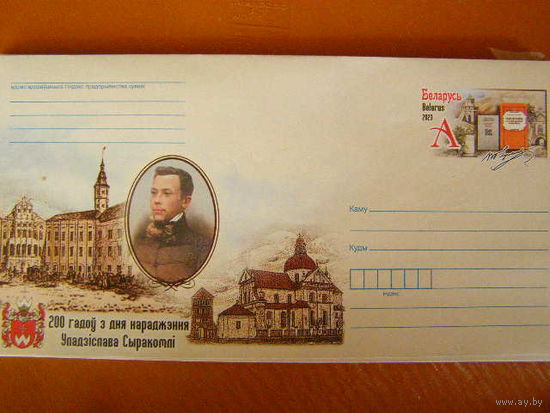 Беларусь
Belarus
2023
А
Каму
Куды
Індэкс
200 гадоў з дня нараджэння
Уладзіслава Сыракомлі
www.ay.by